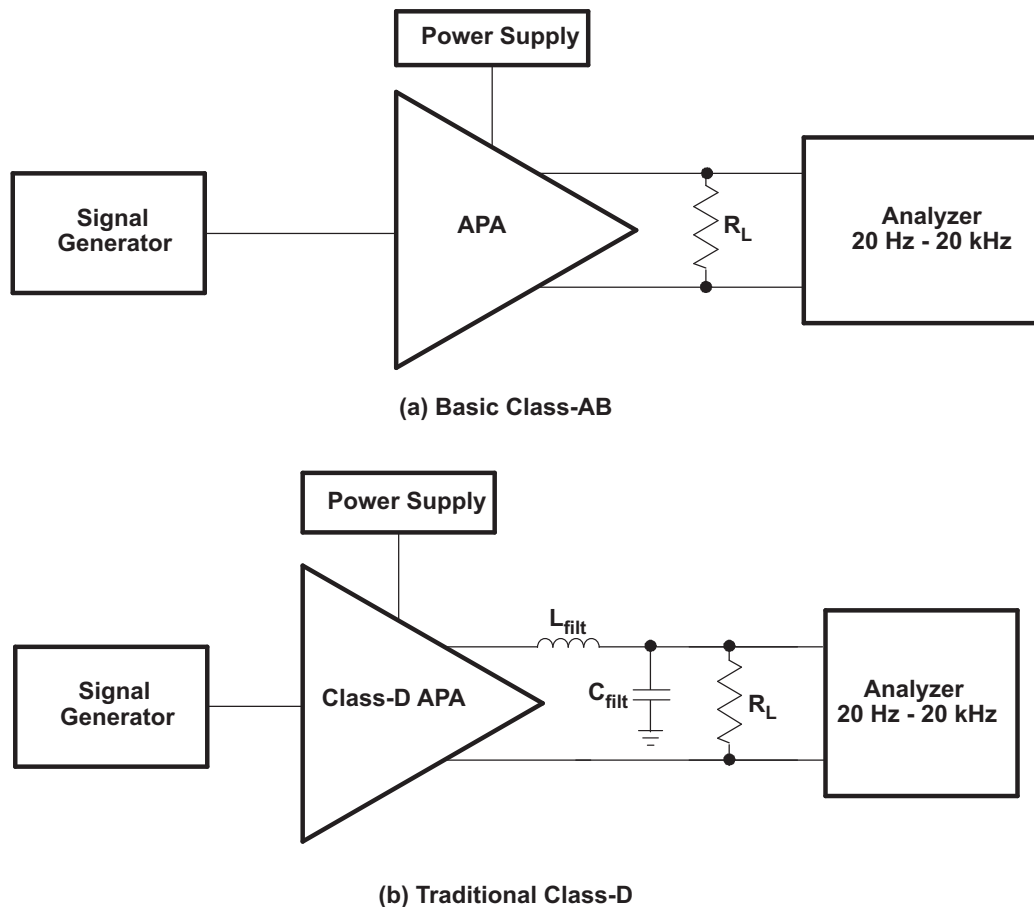 Power Supply
Signal
Generator
APA
R_L
Analyzer
20 Hz - 20 kHz
(a) Basic Class-AB
Power Supply
Signal
Generator
Class-D APA
L_filt
C_filt
R_L
Analyzer
20 Hz - 20 kHz
(b) Traditional Class-D